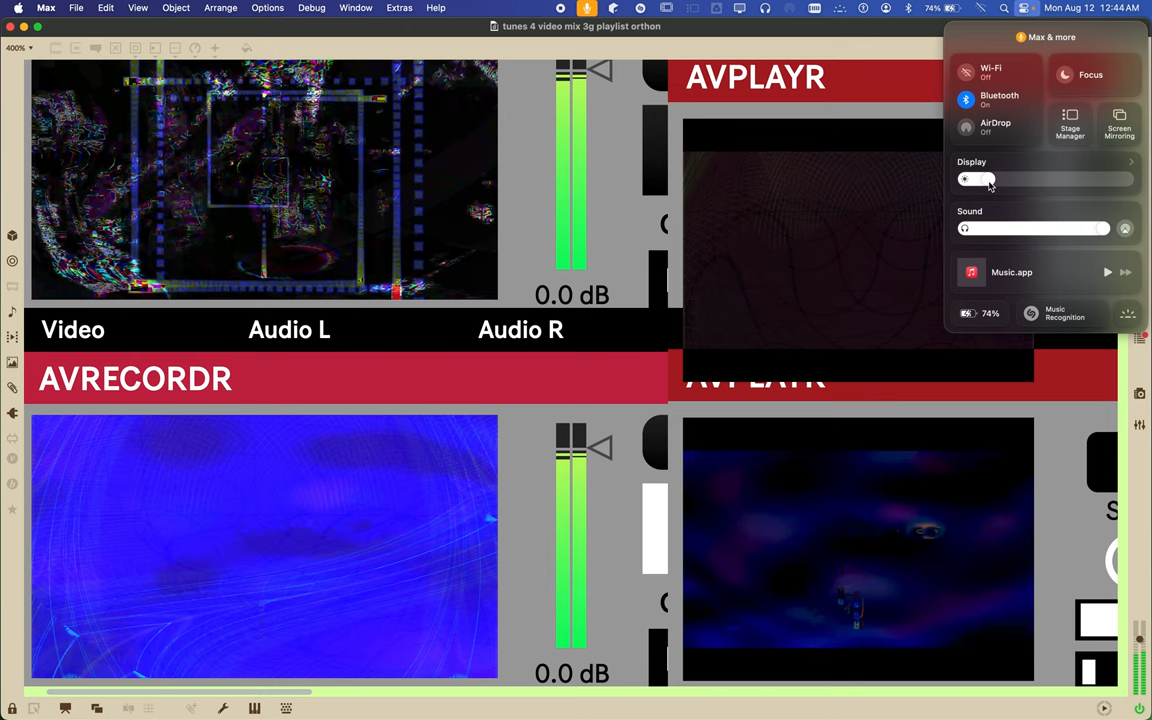 Max File Edit View Object Arrange Options Debug Window Extras Help 74% Mon Aug 12 12:44 AM
tunes 4 video mix 3g playlist orthon
400%
Max & more
Wi-Fi
Off
Bluetooth
On
AirDrop
Off
Focus
Stage
Manager
Screen
Mirroring
Display
Sound
Music.app
74%
Music
Recognition
AVPLAYR
0.0 dB
Video Audio L Audio R
AVRECORDR
0.0 dB